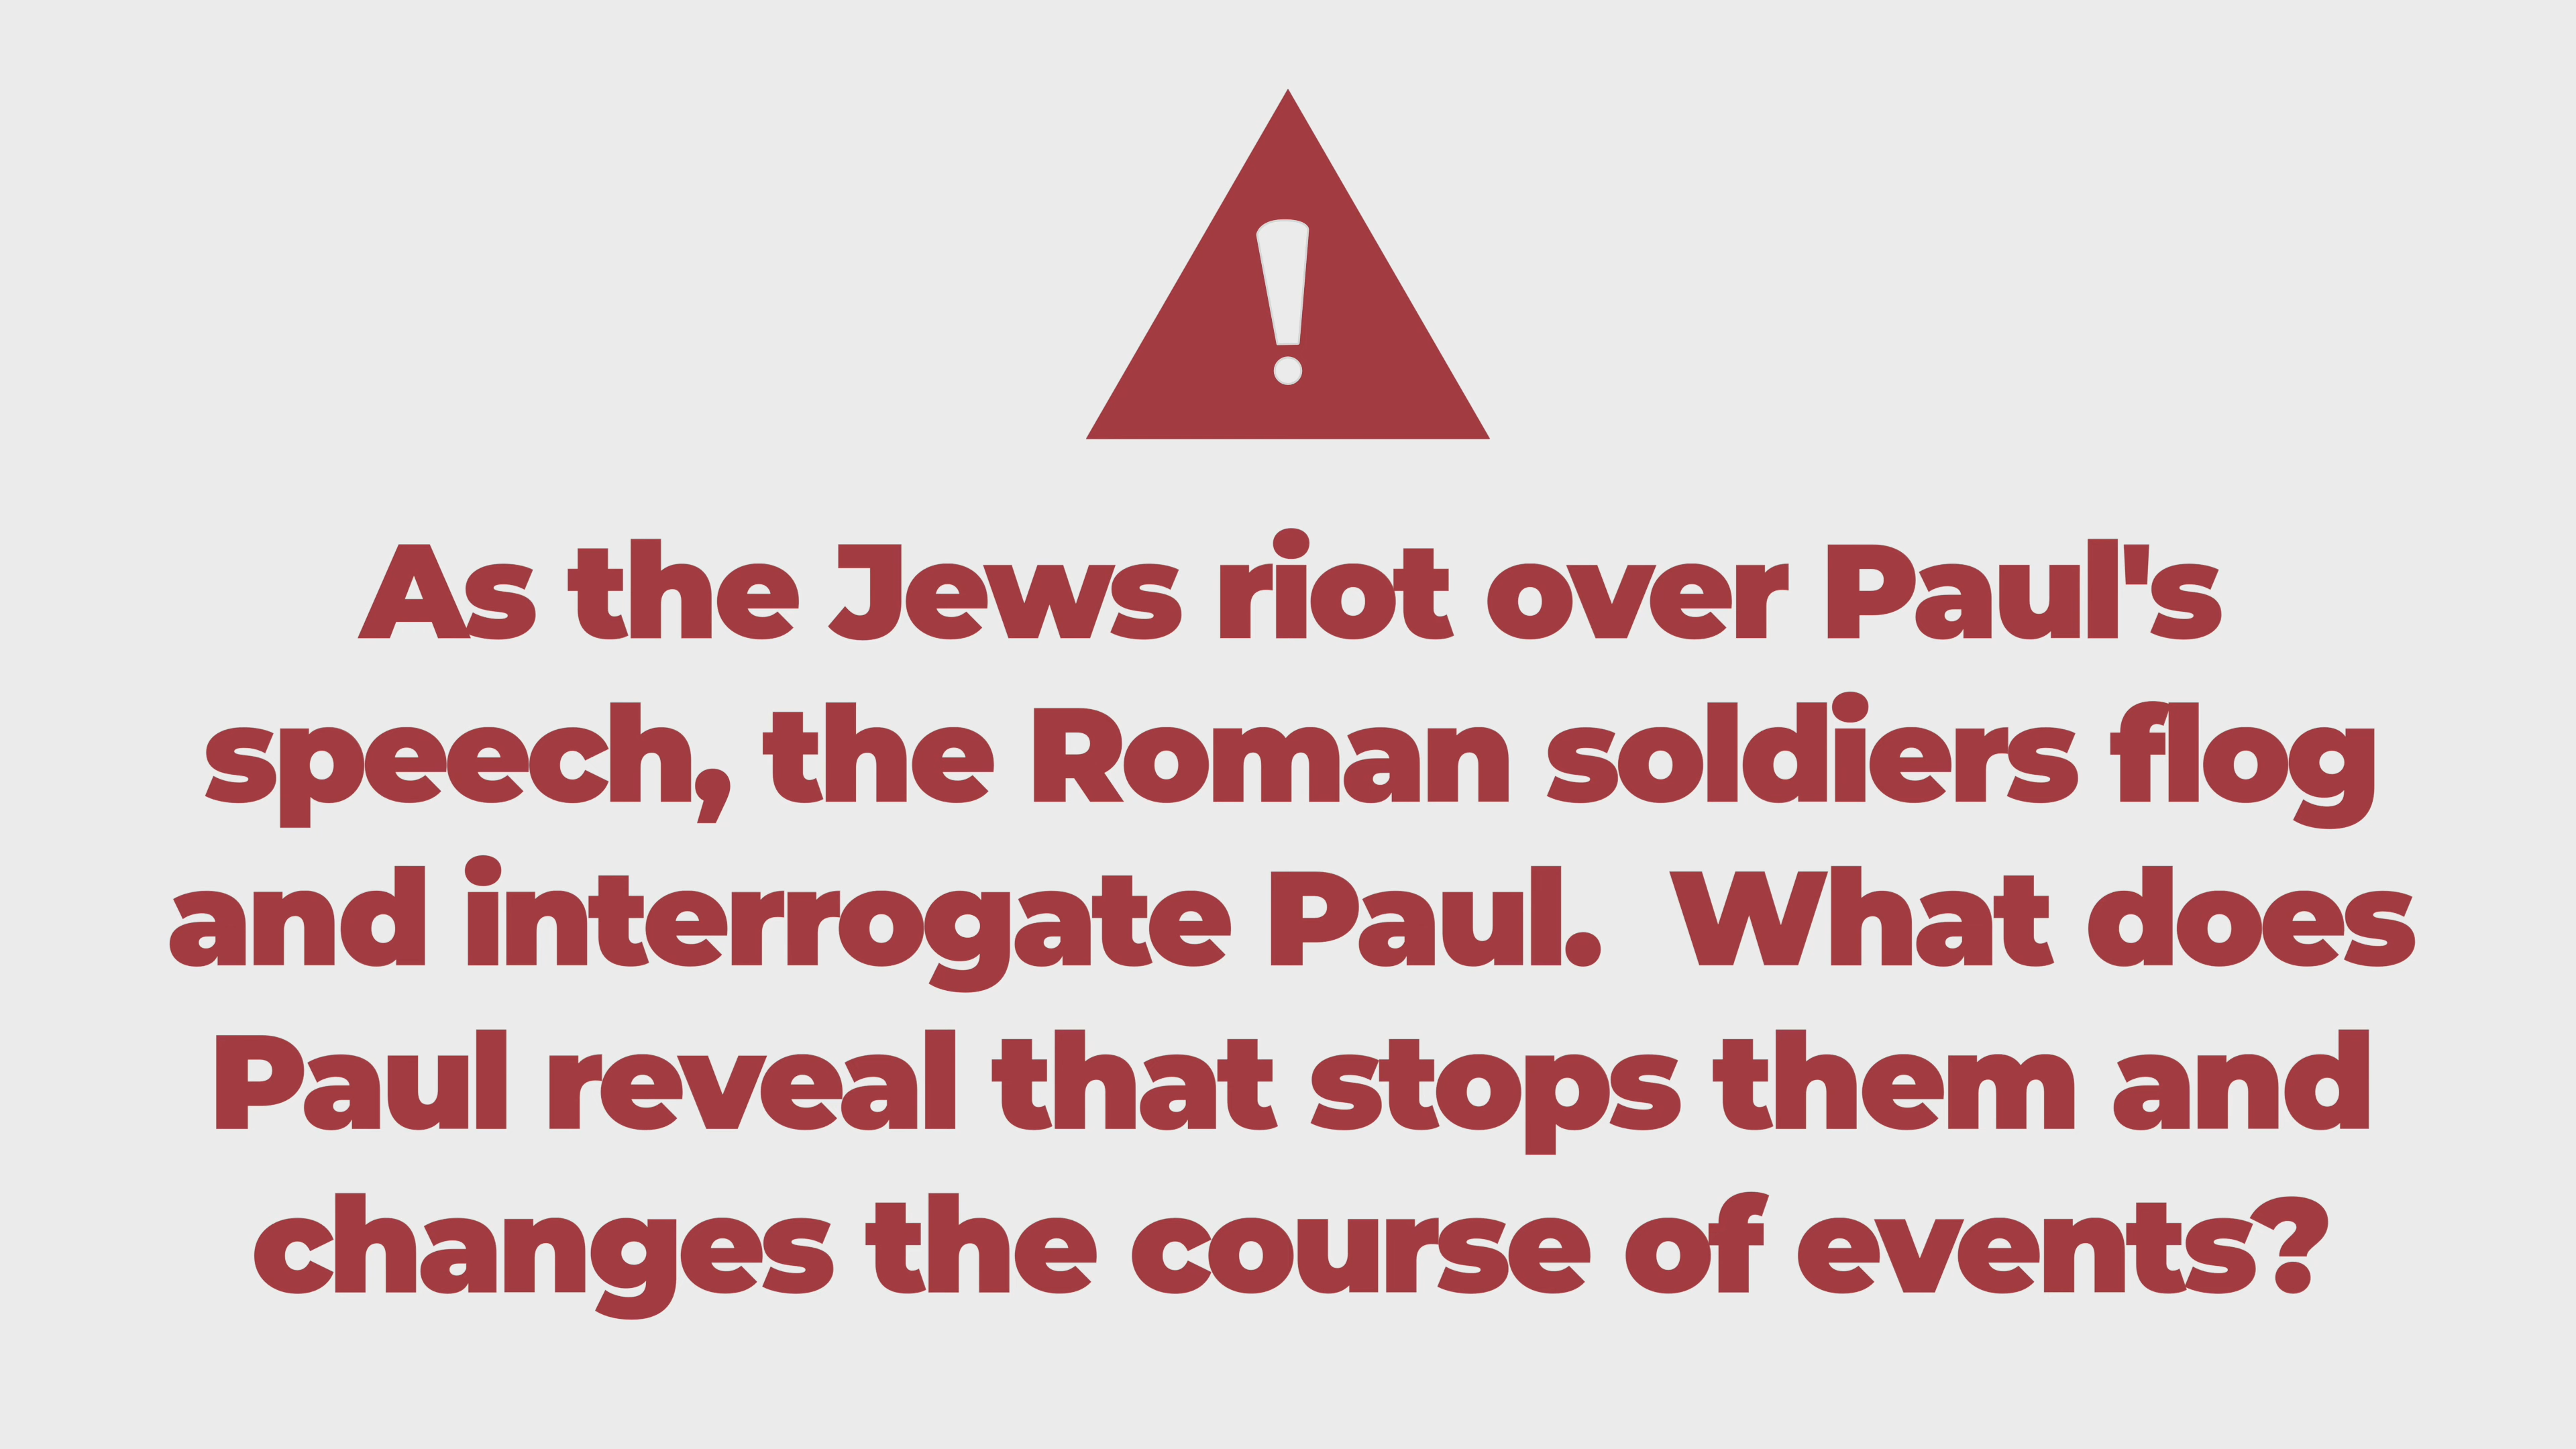 !
As the Jews riot over Paul's
speech, the Roman soldiers flog
and interrogate Paul.  What does
Paul reveal that stops them and
changes the course of events?